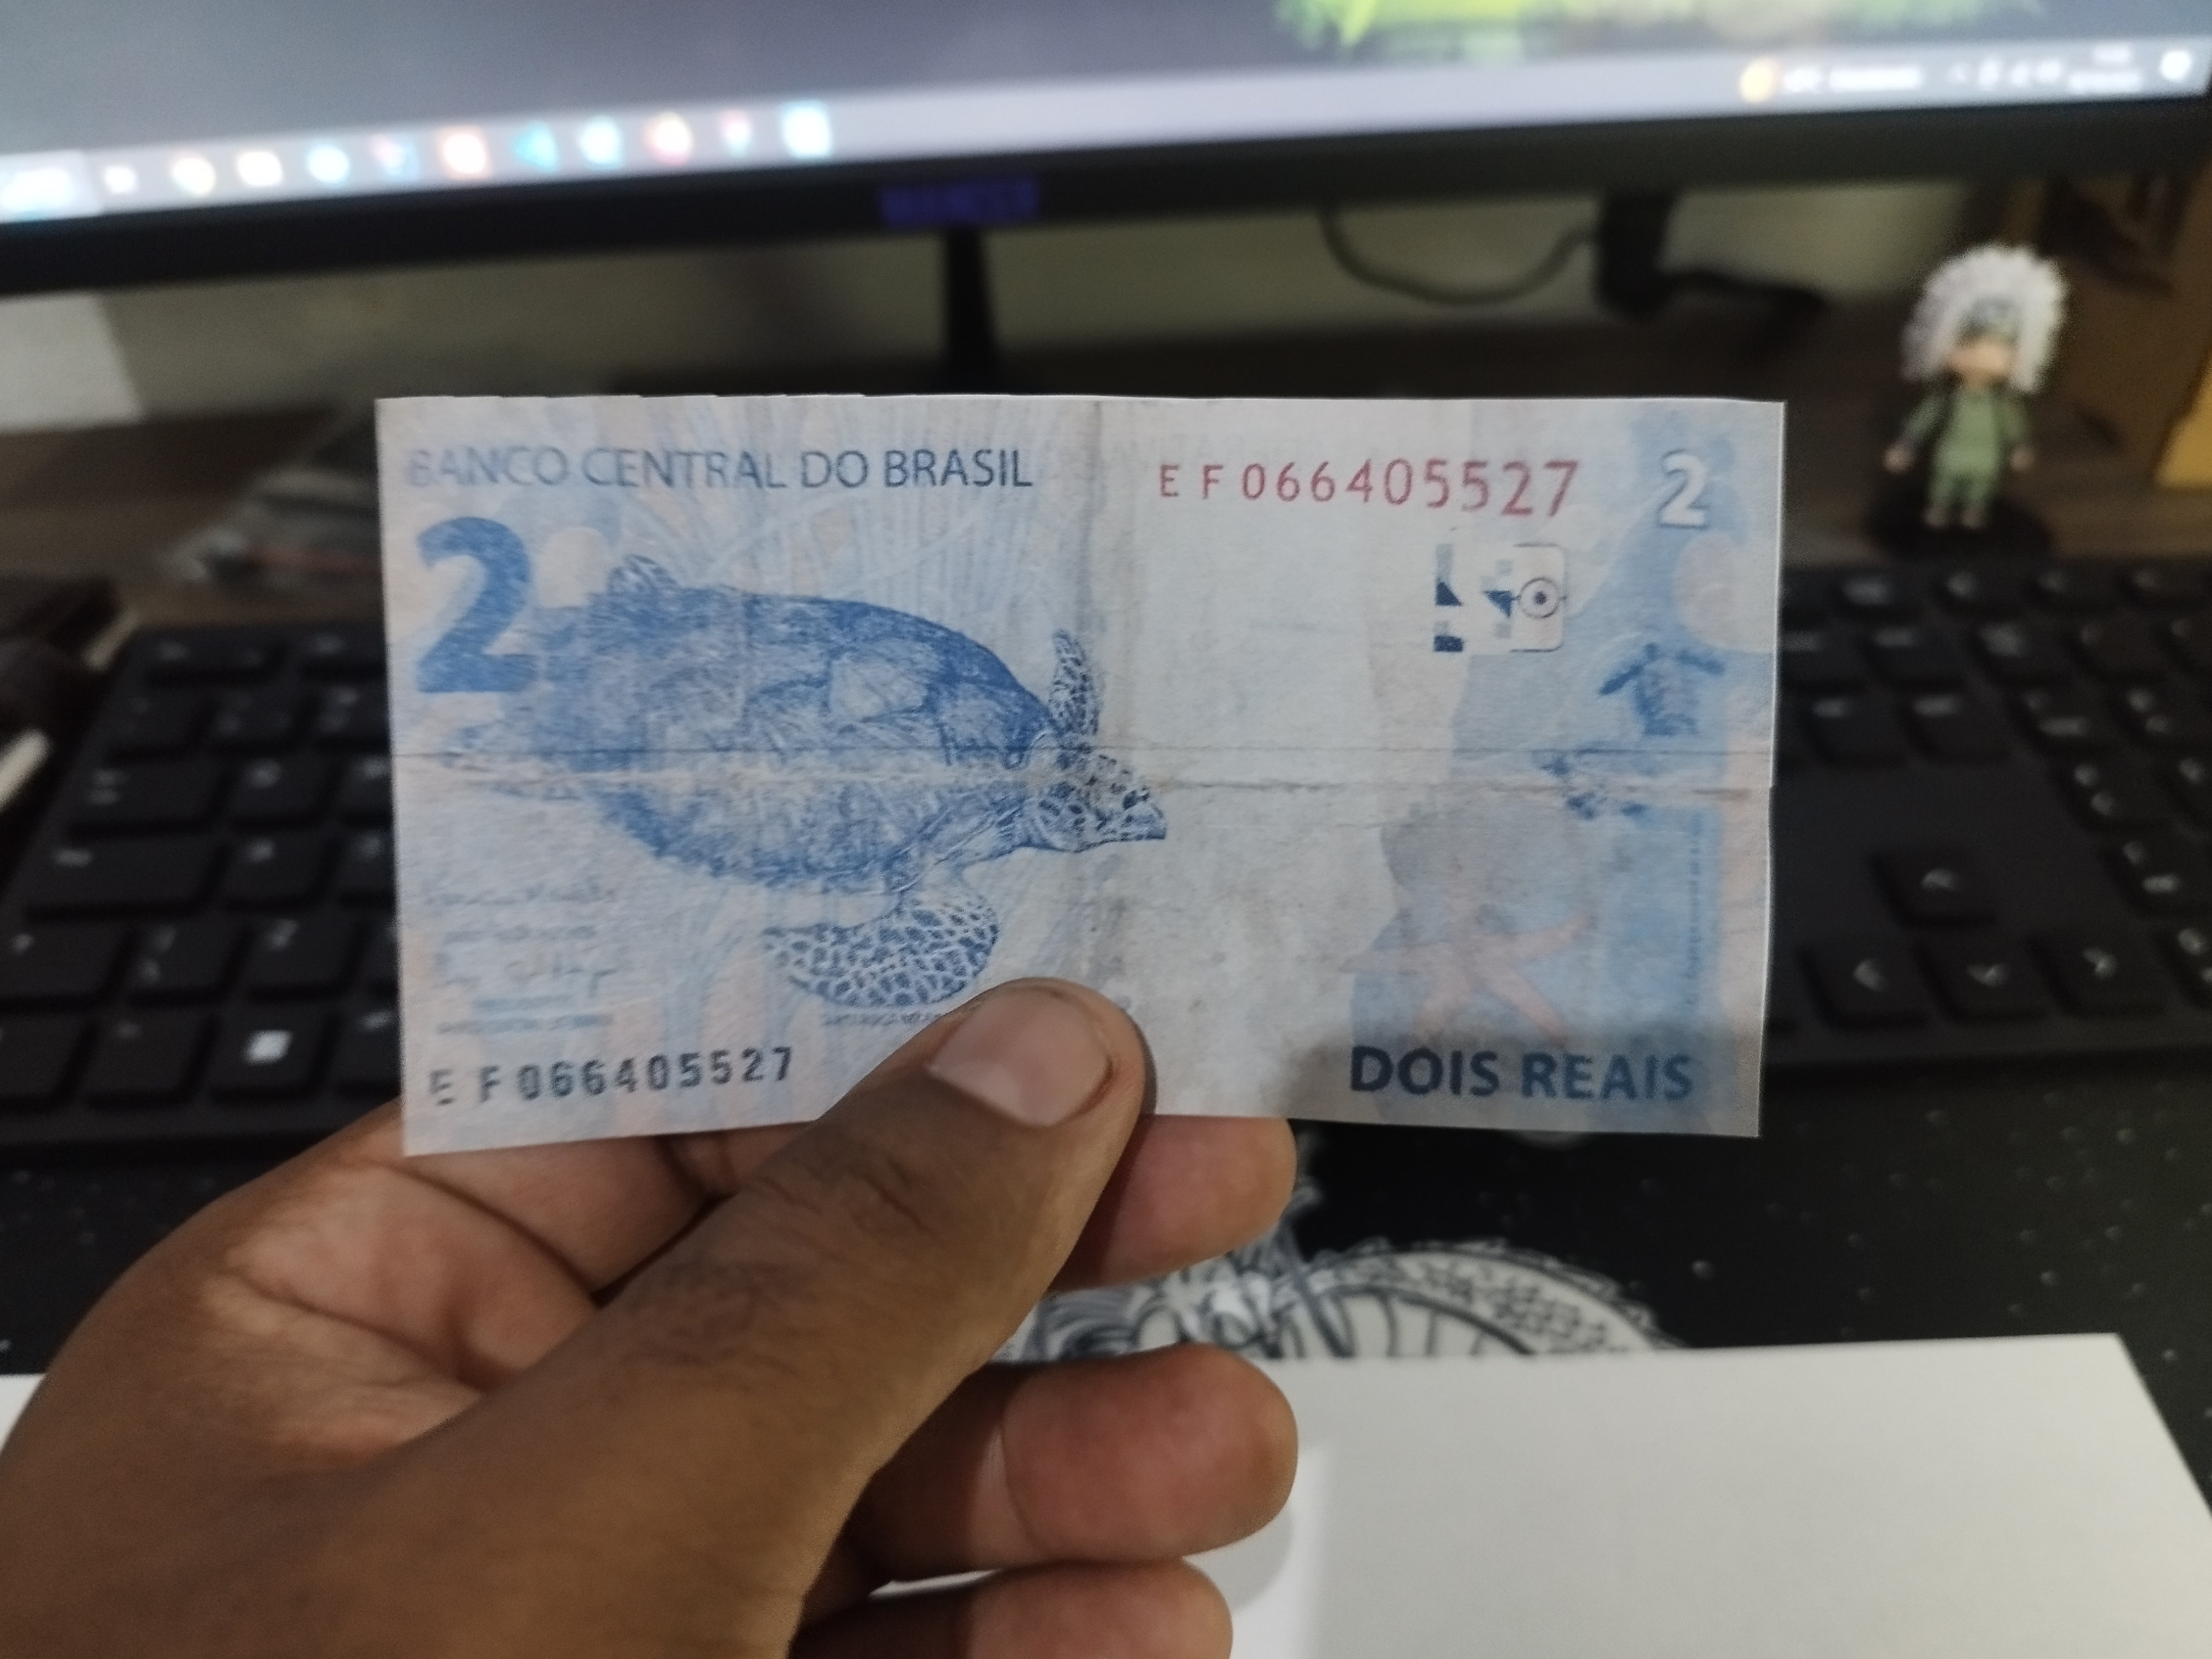 BANCO CENTRAL DO BRASIL
E F 066405527
2
2
E F 066405527
DOIS REAIS